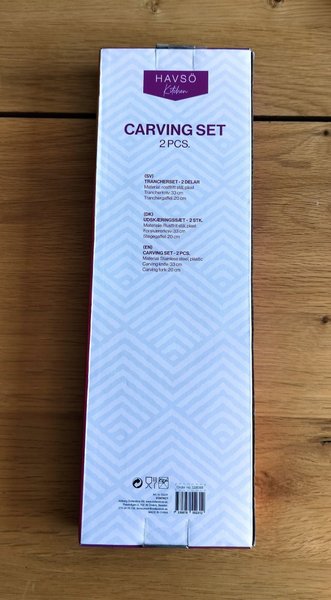 HAVSÖ
Kitchen
CARVING SET
2 PCS.
(SV)
TRANCHERSET - 2 DELAR
Material: rostfritt stål, plast
Trancherkniv 33 cm
Tranchergaffel 20 cm
(DK)
UDSKÆRINGSSÆT - 2 STK.
Materiale: Rustfrit stål, plast
Forskærerkniv 33 cm
Stegegaffel 20 cm
(EN)
CARVING SET - 2 PCS.
Material: Stainless steel, plastic
Carving knife 33 cm
Carving fork 20 cm